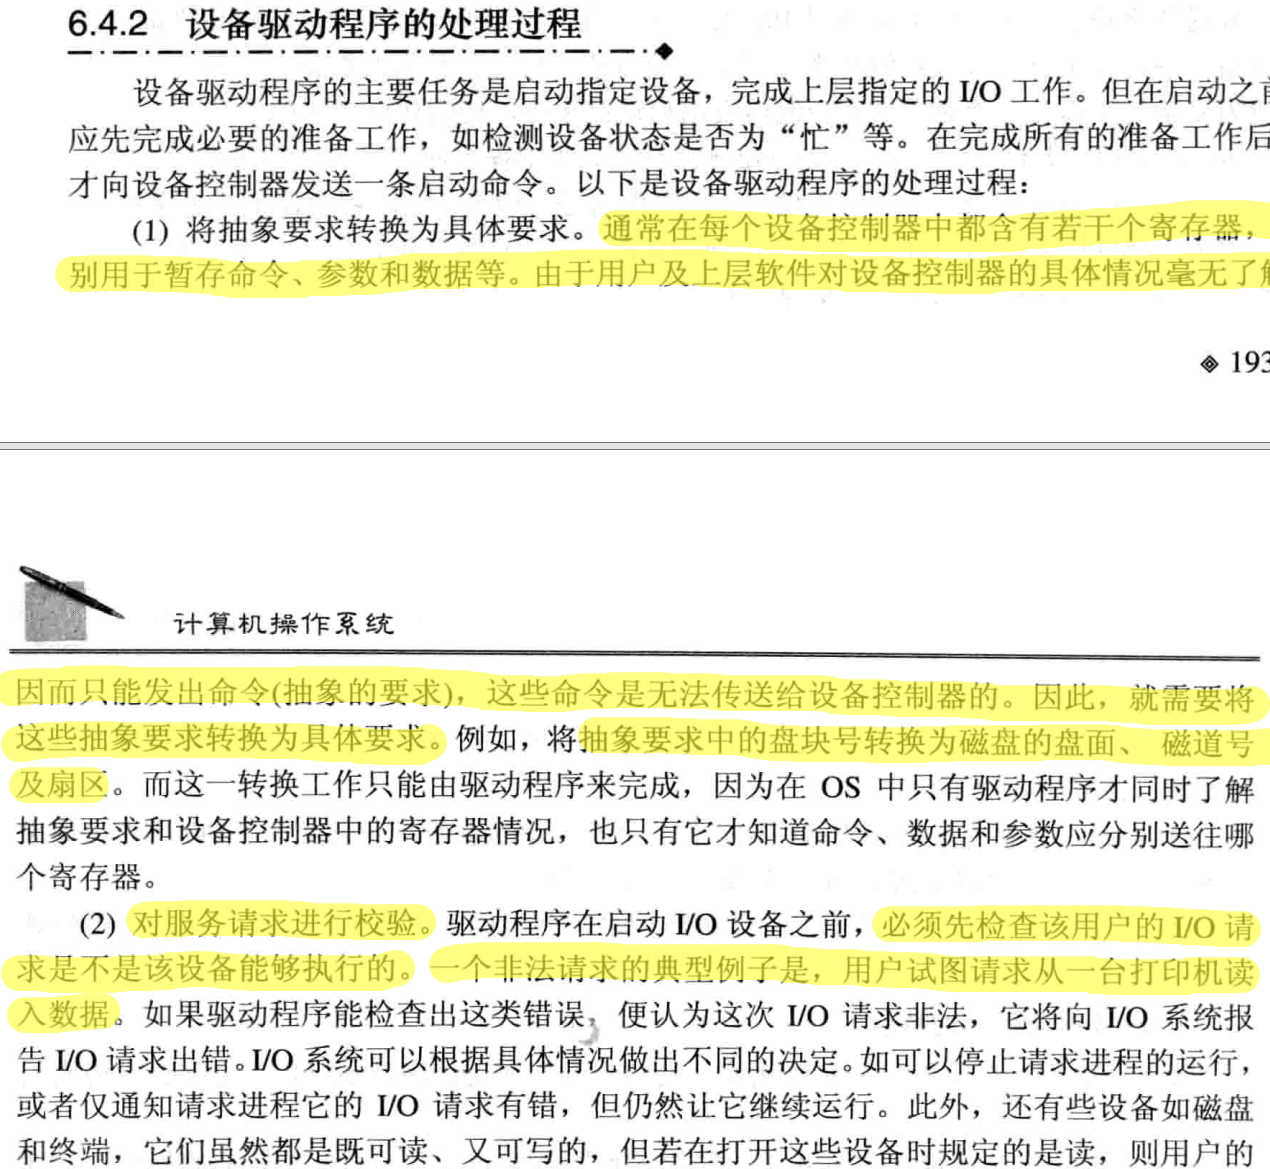 6.4.2 设备驱动程序的处理过程
设备驱动程序的主要任务是启动指定设备，完成上层指定的 I/O 工作。但在启动之
应先完成必要的准备工作，如检测设备状态是否为“忙”等。在完成所有的准备工作后
才向设备控制器发送一条启动命令。以下是设备驱动程序的处理过程：
(1) 将抽象要求转换为具体要求。通常在每个设备控制器中都含有若干个寄存器，
别用于暂存命令、参数和数据等。由于用户及上层软件对设备控制器的具体情况毫无了
193
计算机操作系统
因而只能发出命令(抽象的要求)，这些命令是无法传送给设备控制器的。因此，就需要将
这些抽象要求转换为具体要求。例如，将抽象要求中的盘块号转换为磁盘的盘面、 磁道号
及扇区。而这一转换工作只能由驱动程序来完成，因为在 OS 中只有驱动程序才同时了解
抽象要求和设备控制器中的寄存器情况，也只有它才知道命令、数据和参数应分别送往哪
个寄存器。
(2) 对服务请求进行校验。驱动程序在启动 I/O 设备之前，必须先检查该用户的 I/O 请
求是不是该设备能够执行的。一个非法请求的典型例子是，用户试图请求从一台打印机读
入数据。如果驱动程序能检查出这类错误，便认为这次 I/O 请求非法，它将向 I/O 系统报
告 I/O 请求出错。I/O 系统可以根据具体情况做出不同的决定。如可以停止请求进程的运行，
或者仅通知请求进程它的 I/O 请求有错，但仍然让它继续运行。此外，还有些设备如磁盘
和终端，它们虽然都是既可读、又可写的，但若在打开这些设备时规定的是读，则用户的